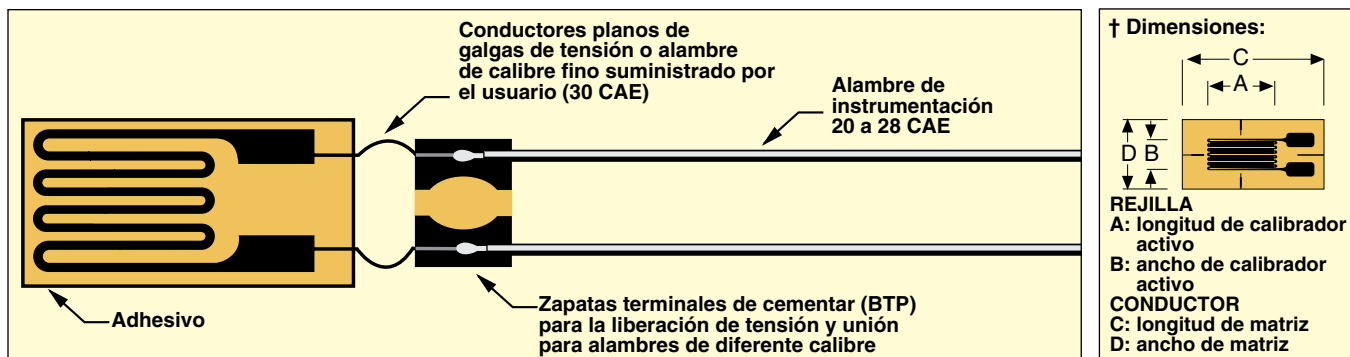 Conductores planos de
galgas de tensión o alambre
de calibre fino suministrado por
el usuario (30 CAE)
Alambre de
instrumentación
20 a 28 CAE
Adhesivo
Zapatas terminales de cementar (BTP)
para la liberación de tensión y unión
para alambres de diferente calibre
† Dimensiones:
C
A
D B
REJILLA
A: longitud de calibrador
activo
B: ancho de calibrador
activo
CONDUCTOR
C: longitud de matriz
D: ancho de matriz